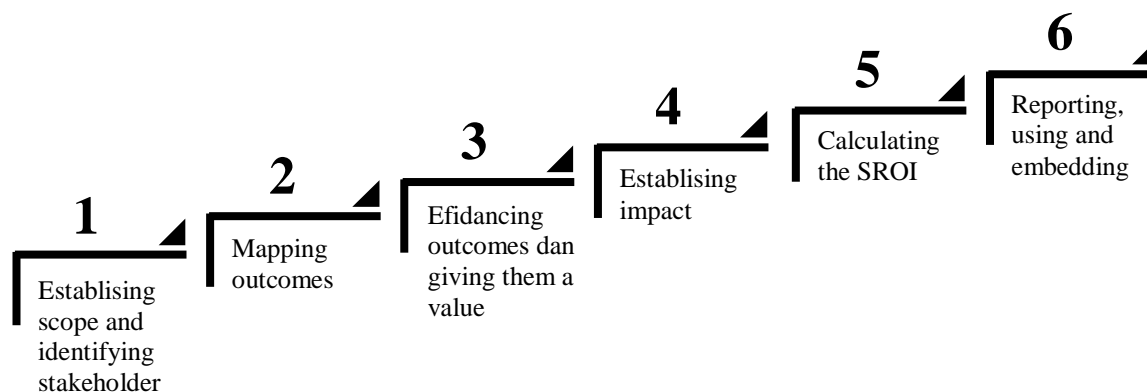 1
Establising
scope and
identifying
stakeholder
2
Mapping
outcomes
3
Efidancing
outcomes dan
giving them a
value
4
Establising
impact
5
Calculating
the SROI
6
Reporting,
using and
embedding